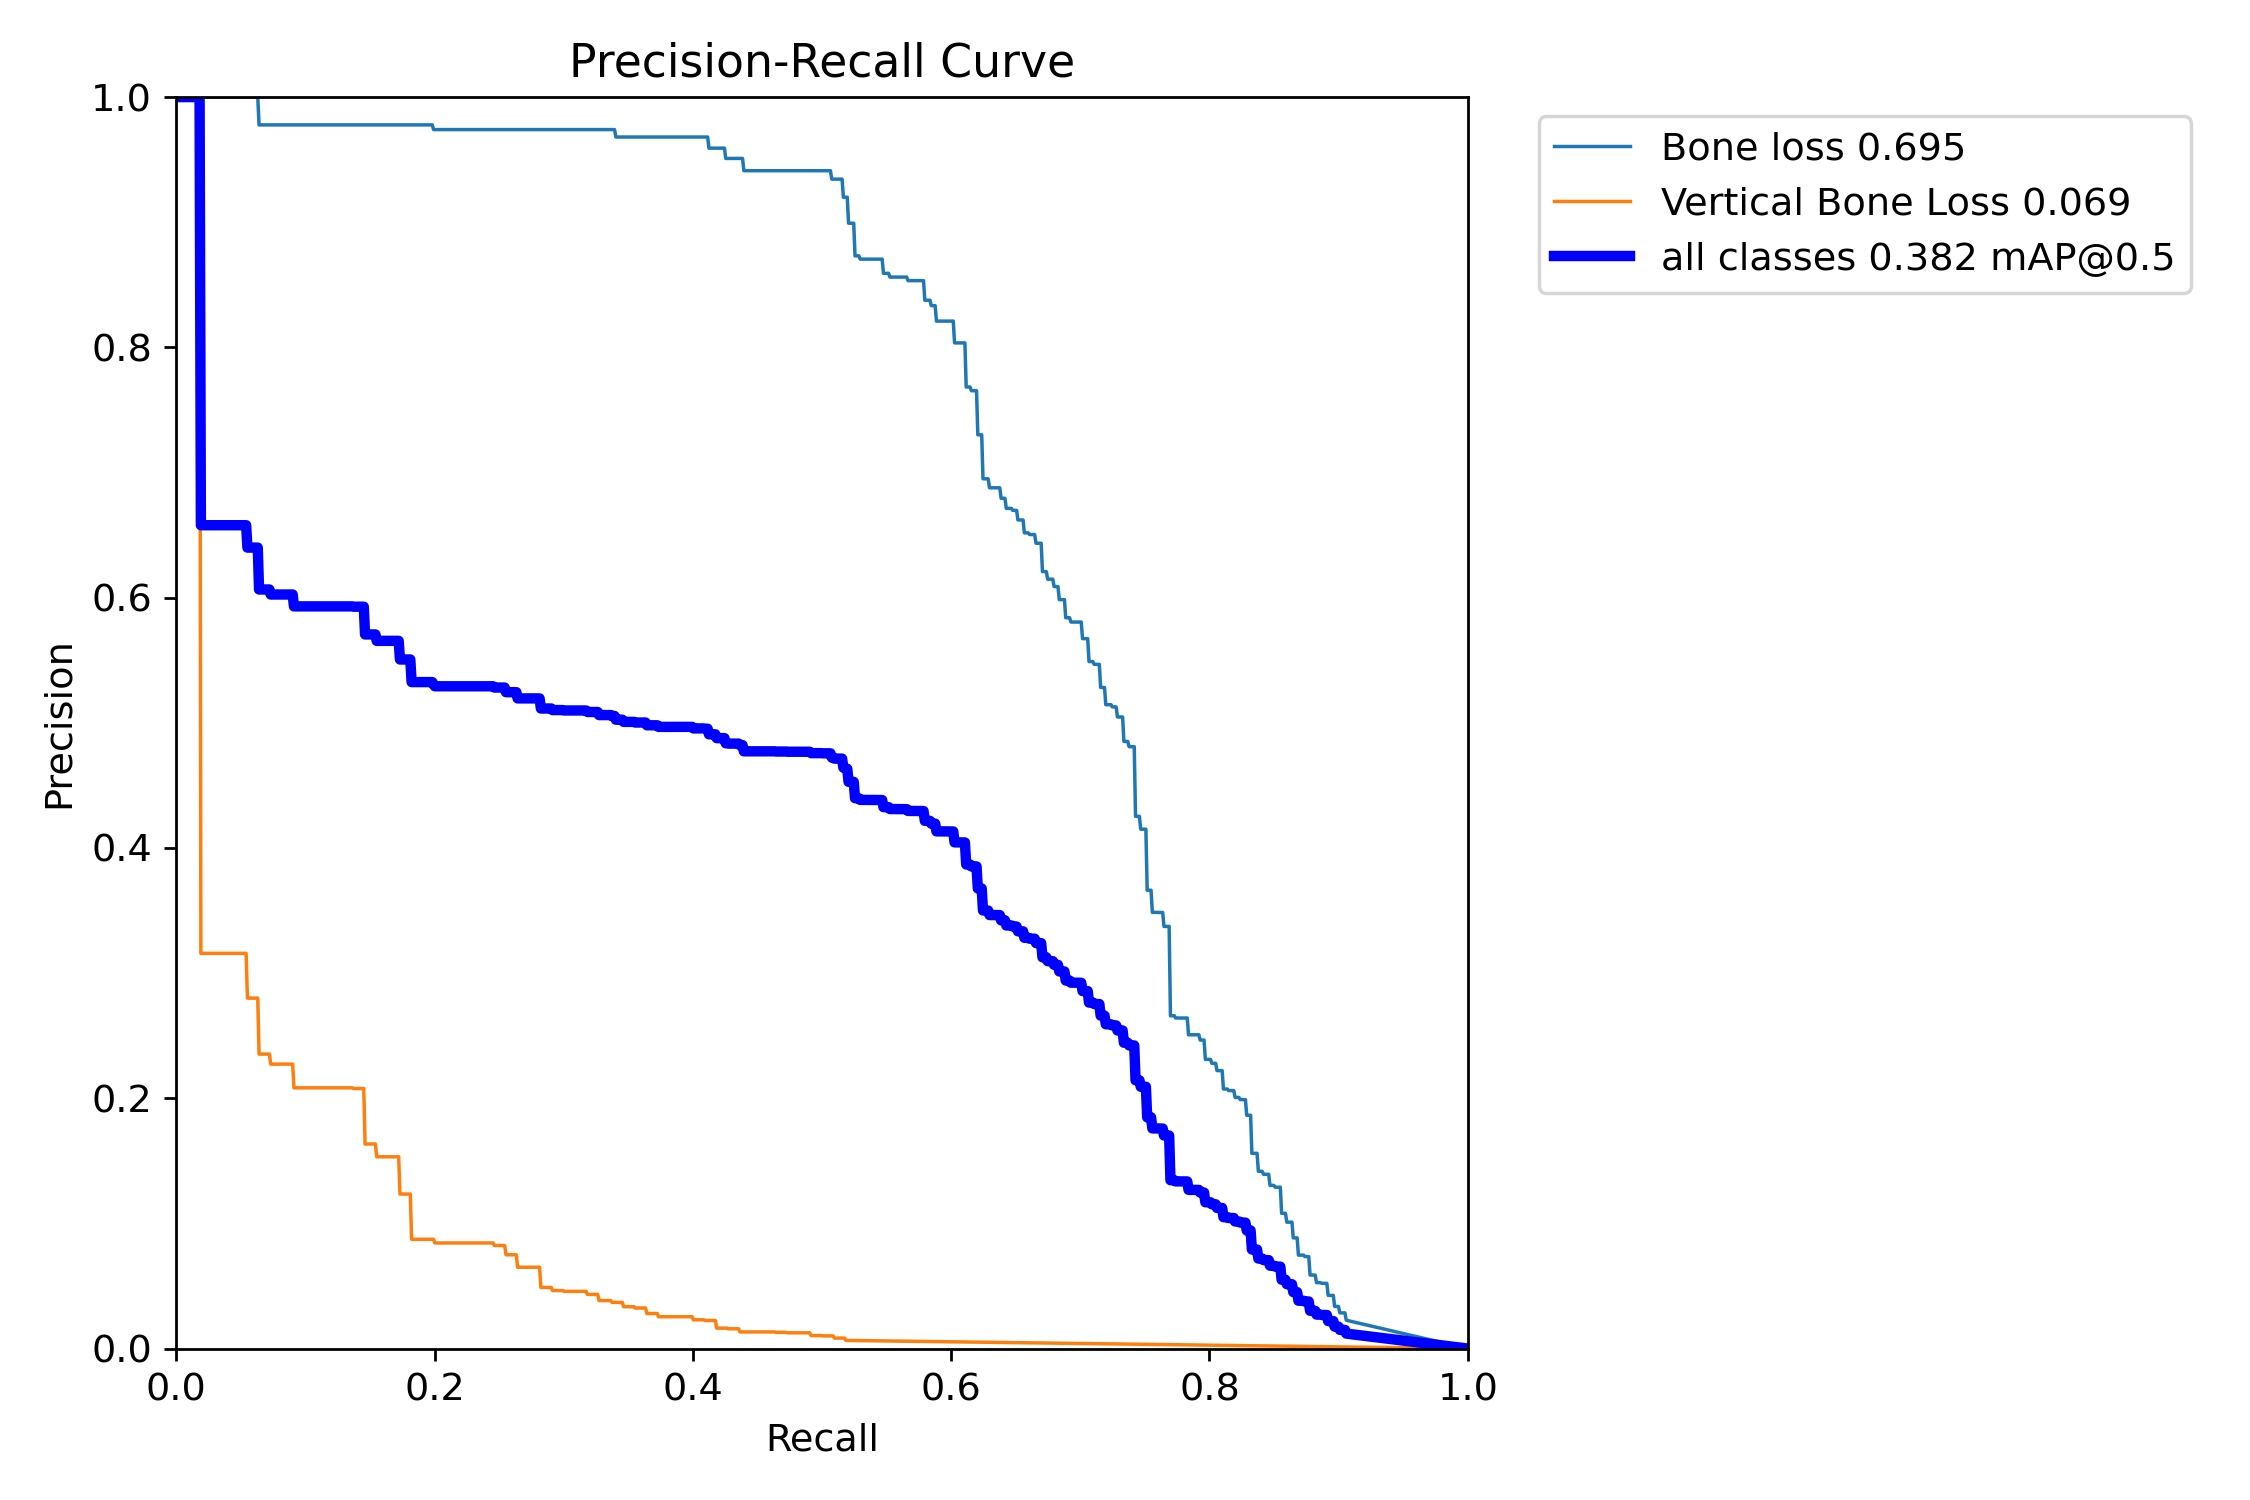 Precision-Recall Curve
Bone loss 0.695
Vertical Bone Loss 0.069
all classes 0.382 mAP@0.5
1.0
0.8
0.6
0.4
0.2
0.0
Precision
0.0 0.2 0.4 0.6 0.8 1.0
Recall